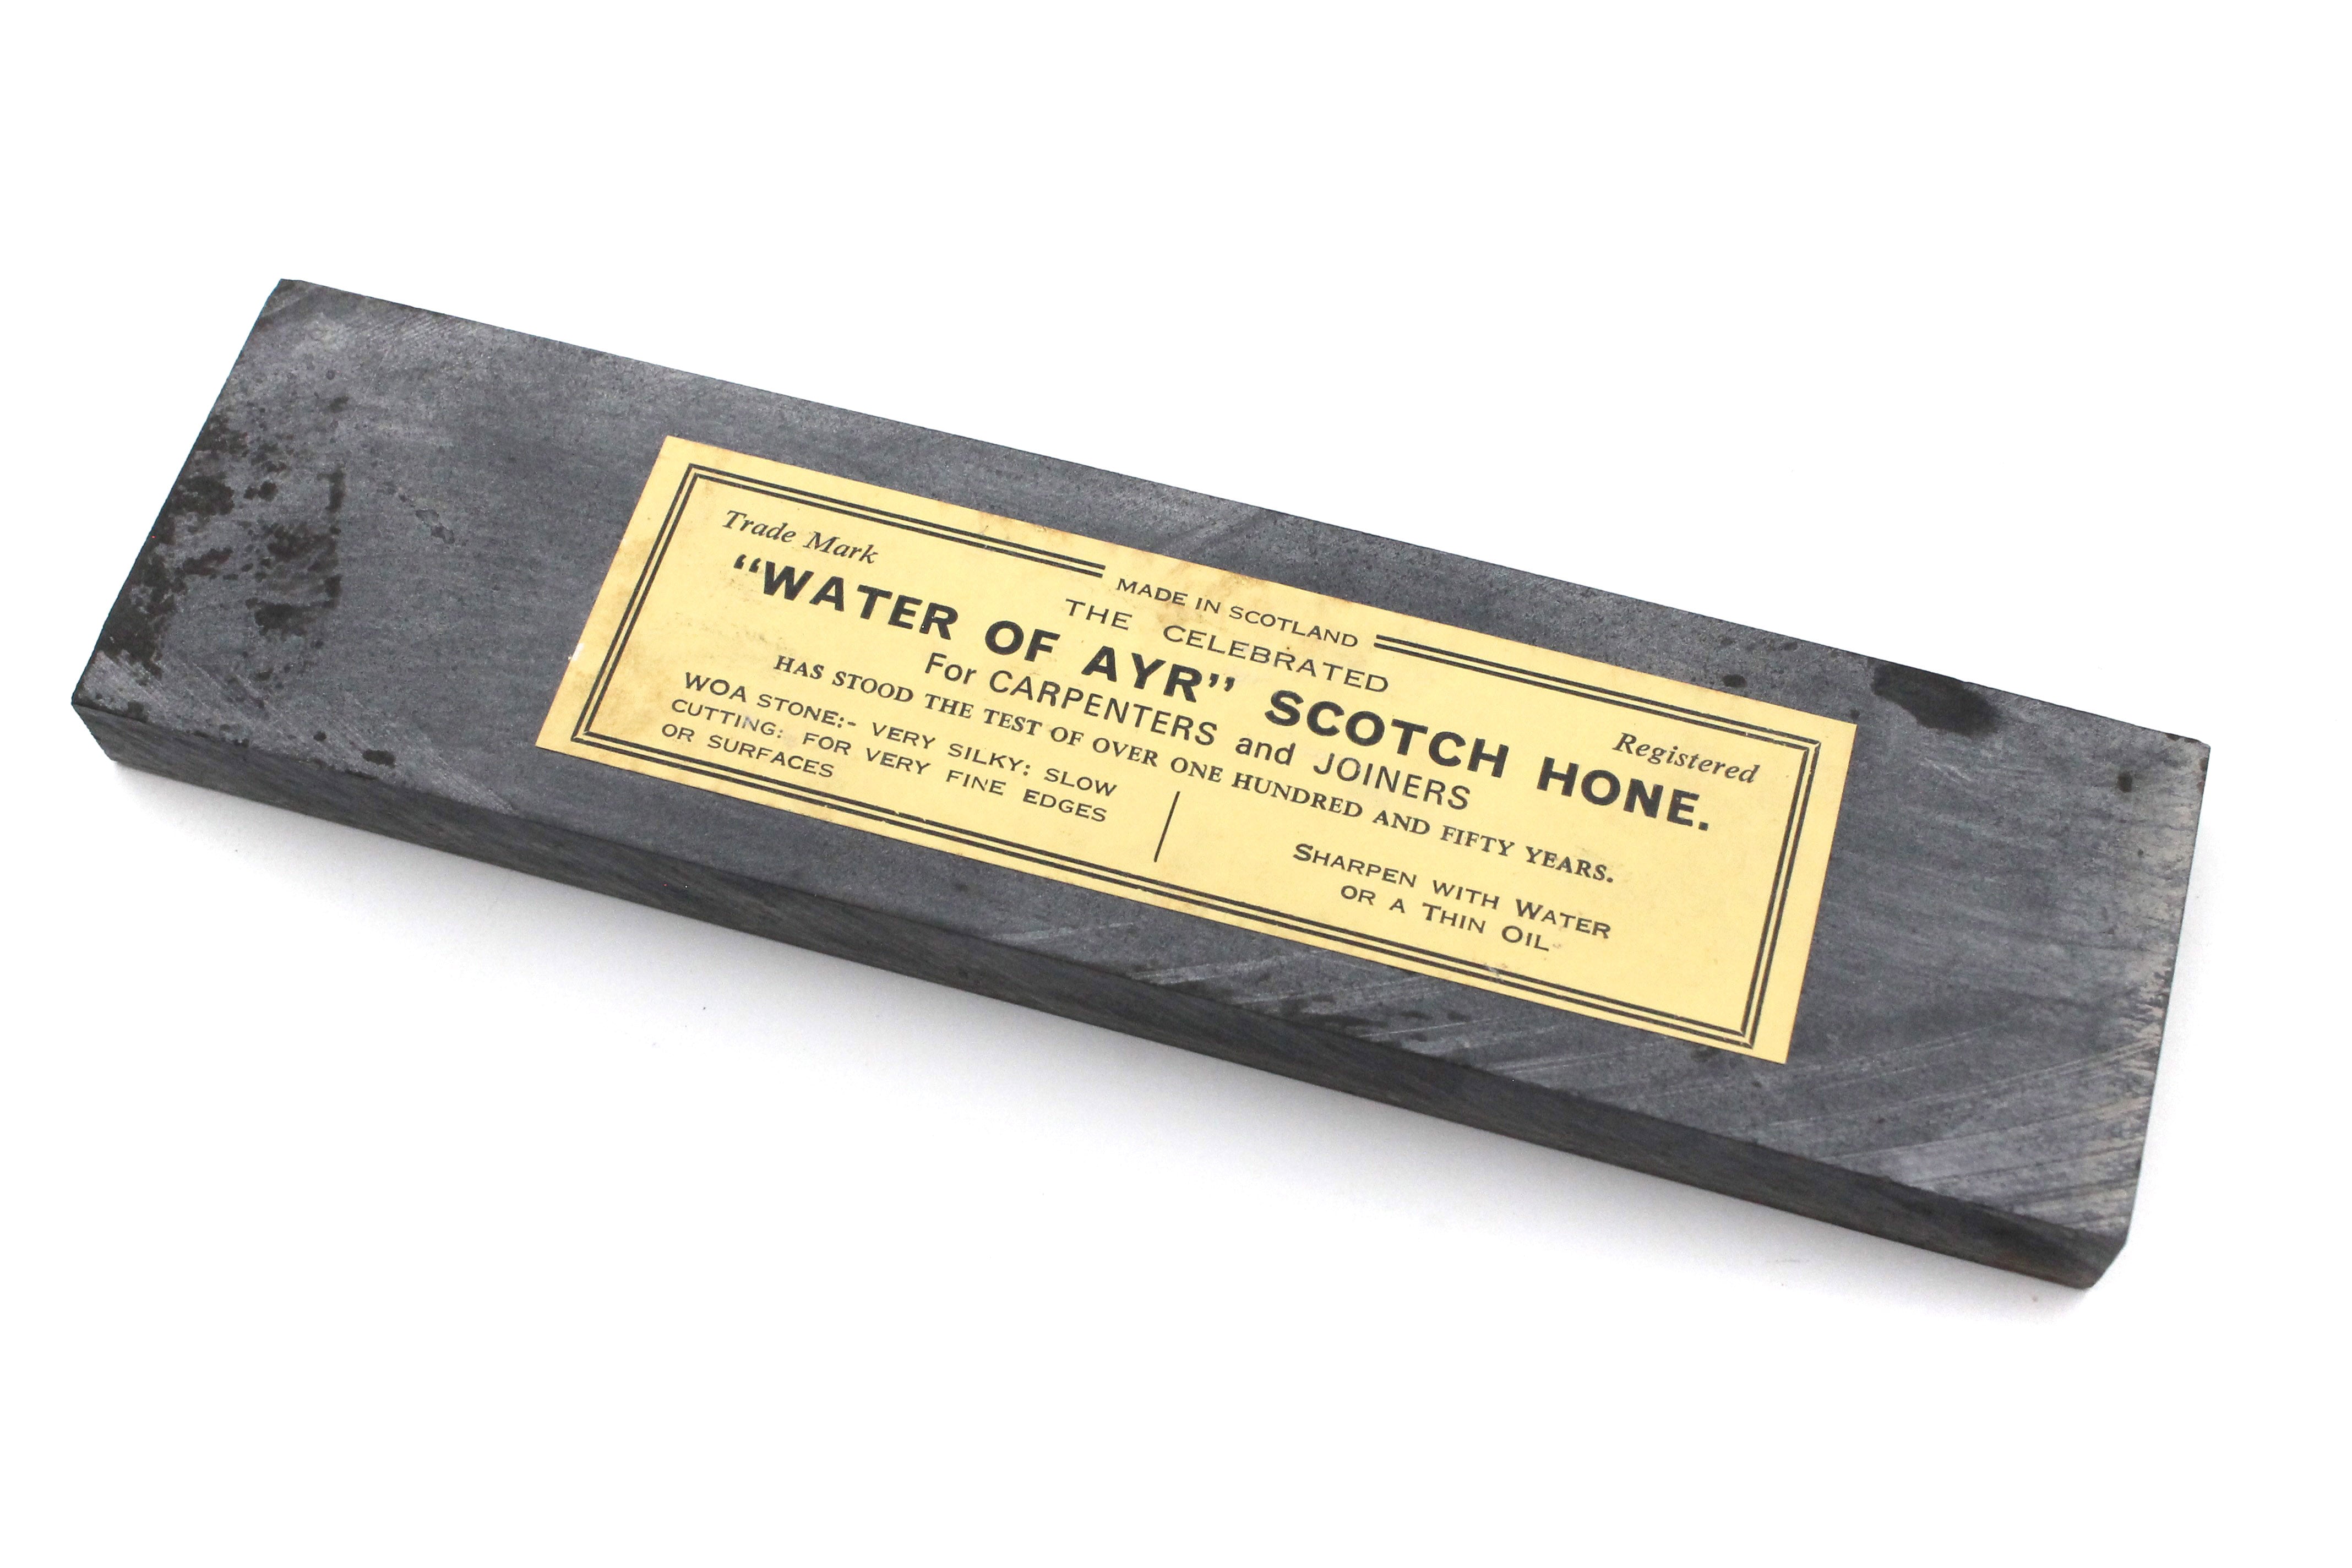 MADE IN SCOTLAND
Trade Mark
THE CELEBRATED
Registered
"WATER OF AYR" SCOTCH HONE.
For CARPENTERS and JOINERS
HAS STOOD THE TEST OF OVER ONE HUNDRED AND FIFTY YEARS.
WOA STONE:- VERY SILKY: SLOW
CUTTING: FOR VERY FINE EDGES
OR SURFACES
SHARPEN WITH WATER
OR A THIN OIL